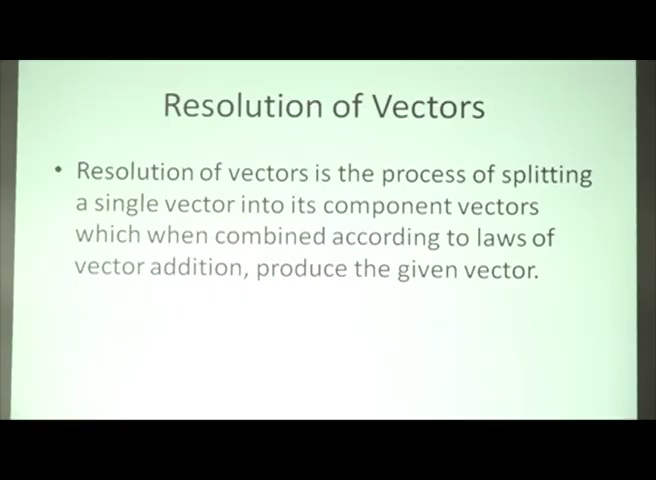 Resolution of Vectors
• Resolution of vectors is the process of splitting
a single vector into its component vectors
which when combined according to laws of
vector addition, produce the given vector.